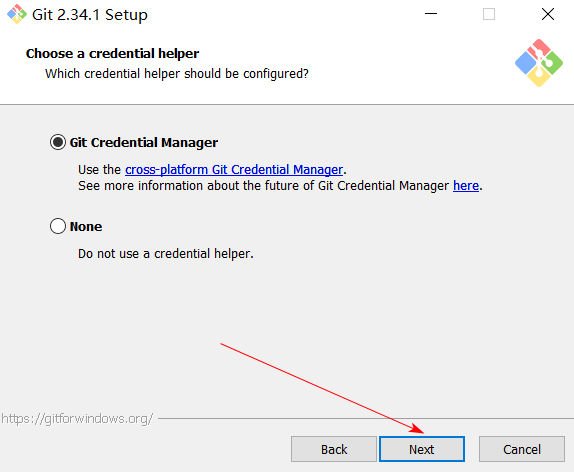 Git 2.34.1 Setup
Choose a credential helper
Which credential helper should be configured?
Git Credential Manager
Use the cross-platform Git Credential Manager.
See more information about the future of Git Credential Manager here.
None
Do not use a credential helper.
https://gitforwindows.org/
Back Next Cancel